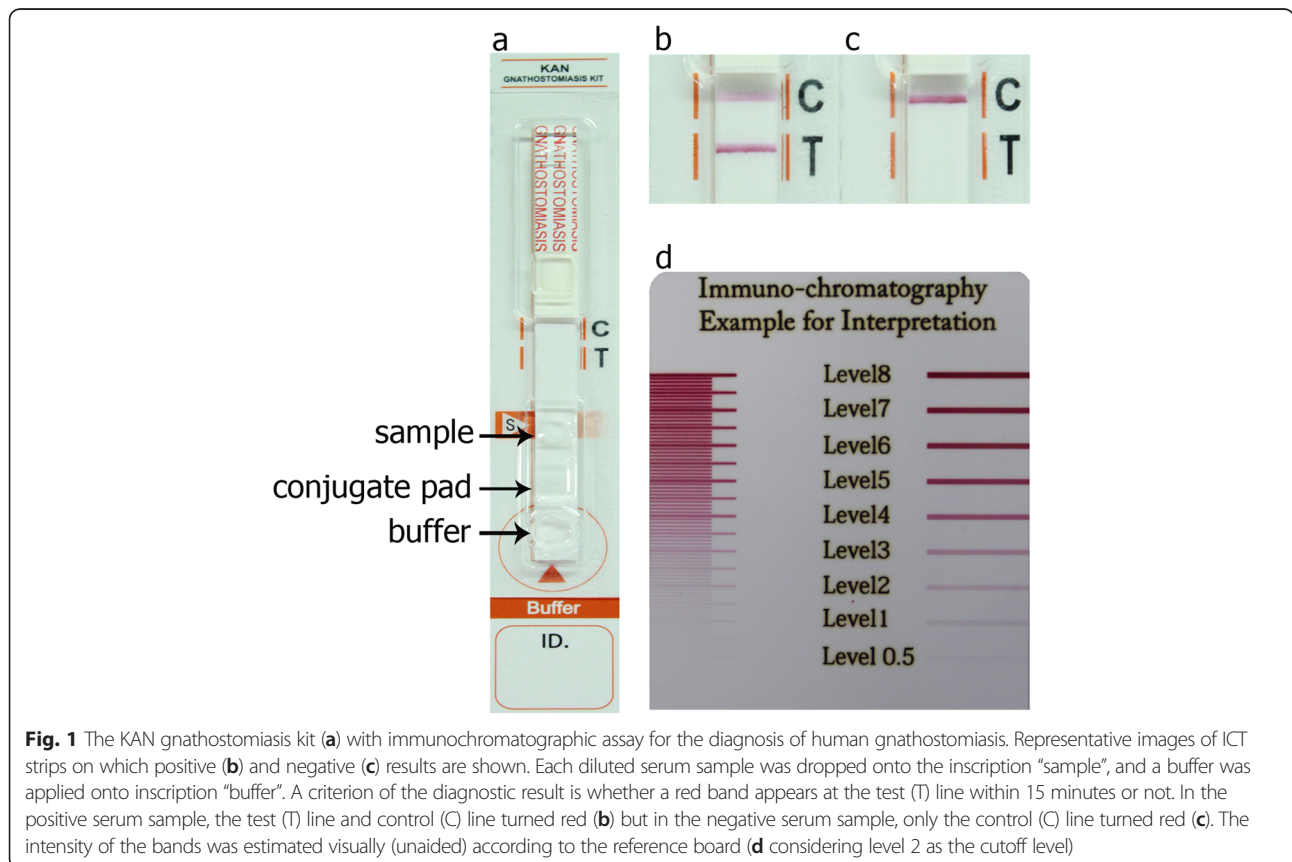 a
KAN
GNATHOSTOMIASIS KIT
GNATHOSTOMIASIS
GNATHOSTOMIASIS
GNATHOSTOMIASIS
C
T
S
sample
conjugate pad
buffer
Buffer
ID.
b
C
T
c
C
T
d
Immuno-chromatography
Example for Interpretation
Level8
Level7
Level6
Level5
Level4
Level3
Level2
Level1
Level 0.5
Fig. 1 The KAN gnathostomiasis kit (a) with immunochromatographic assay for the diagnosis of human gnathostomiasis. Representative images of ICT
strips on which positive (b) and negative (c) results are shown. Each diluted serum sample was dropped onto the inscription “sample”, and a buffer was
applied onto inscription “buffer”. A criterion of the diagnostic result is whether a red band appears at the test (T) line within 15 minutes or not. In the
positive serum sample, the test (T) line and control (C) line turned red (b) but in the negative serum sample, only the control (C) line turned red (c). The
intensity of the bands was estimated visually (unaided) according to the reference board (d considering level 2 as the cutoff level)